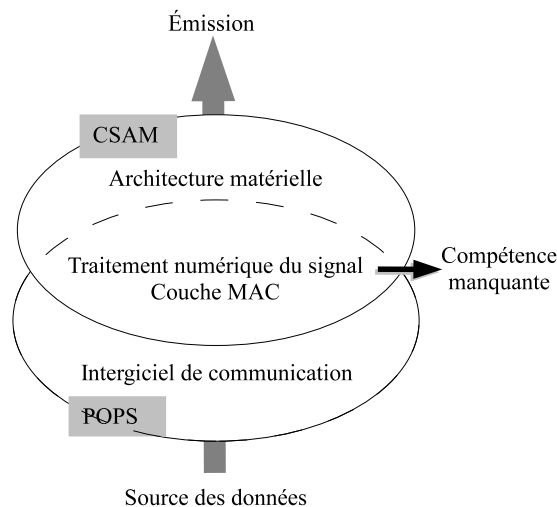 Émission
CSAM
Architecture matérielle
Traitement numérique du signal
Couche MAC
Compétence
manquante
Intergiciel de communication
POPS
Source des données